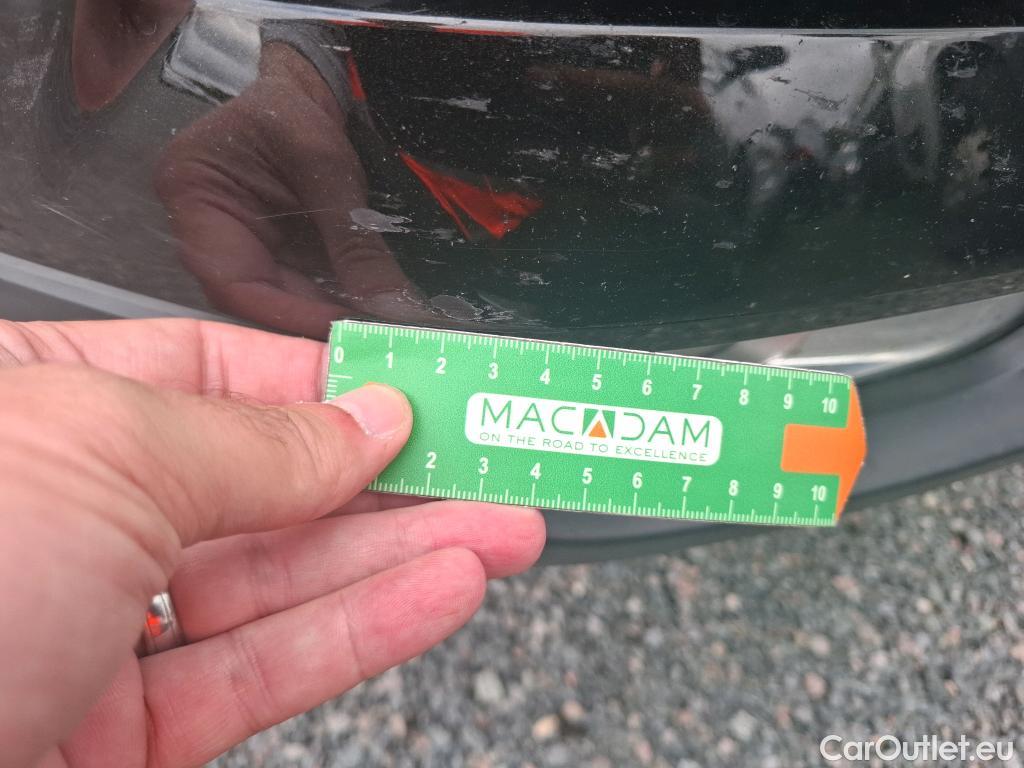 0 1 2 3 4 5 6 7 8 9 10
MACADAM
ON THE ROAD TO EXCELLENCE
2 3 4 5 6 7 8 9 10
CarOutlet.eu